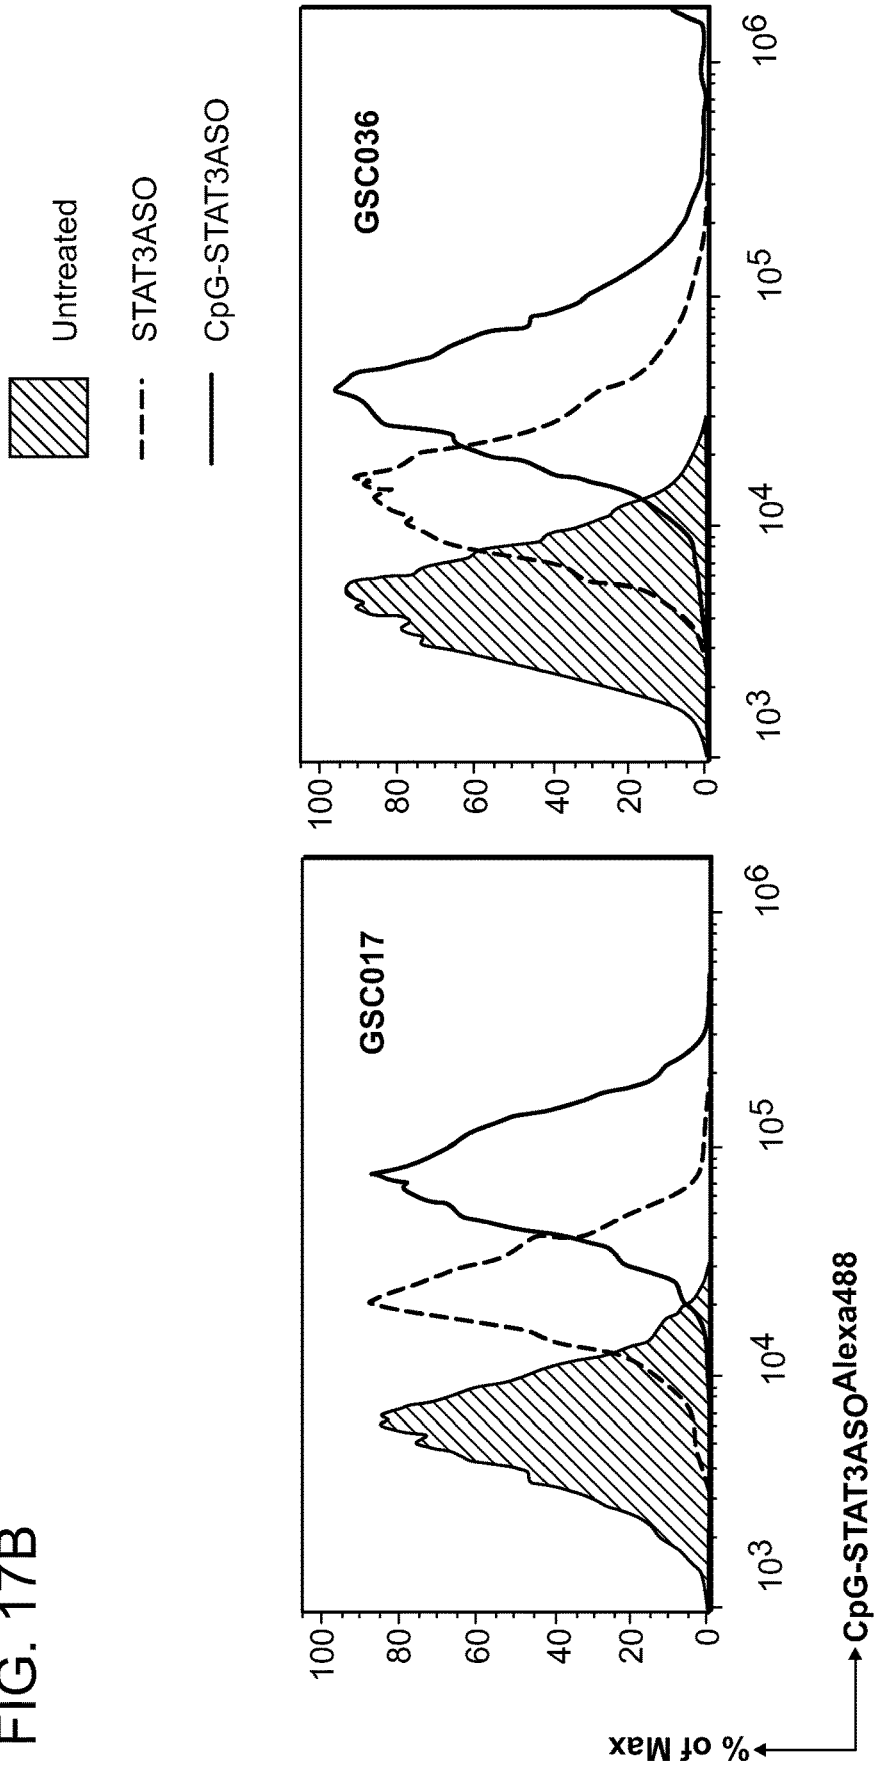 FIG. 17B
Untreated
STAT3ASO
CpG-STAT3ASO
GSC017
100
80
60
40
20
0
10³
10⁴
10⁵
10⁶
GSC036
100
80
60
40
20
0
10³
10⁴
10⁵
10⁶
% of Max
CpG-STAT3ASO^Alexa488